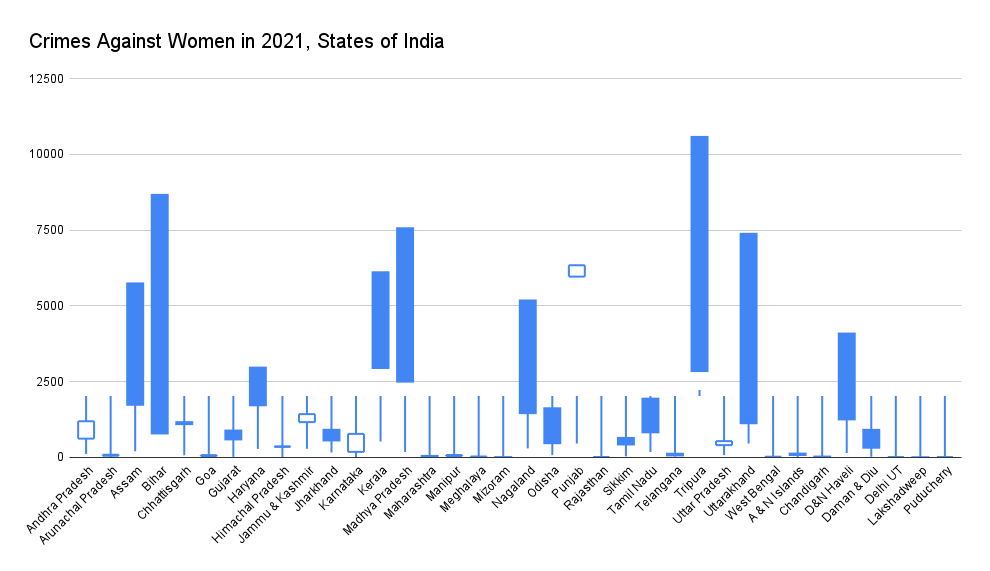 Crimes Against Women in 2021, States of India
12500
10000
7500
5000
2500
0
Andhra Pradesh
Arunachal Pradesh
Assam
Bihar
Chhattisgarh
Goa
Gujarat
Haryana
Himachal Pradesh
Jammu & Kashmir
Jharkhand
Karnataka
Kerala
Madhya Pradesh
Maharashtra
Manipur
Meghalaya
Mizoram
Nagaland
Odisha
Punjab
Rajasthan
Sikkim
Tamil Nadu
Telangana
Tripura
Uttar Pradesh
Uttarakhand
West Bengal
A & N Islands
Chandigarh
D&N Haveli
Daman & Diu
Delhi UT
Lakshadweep
Puducherry